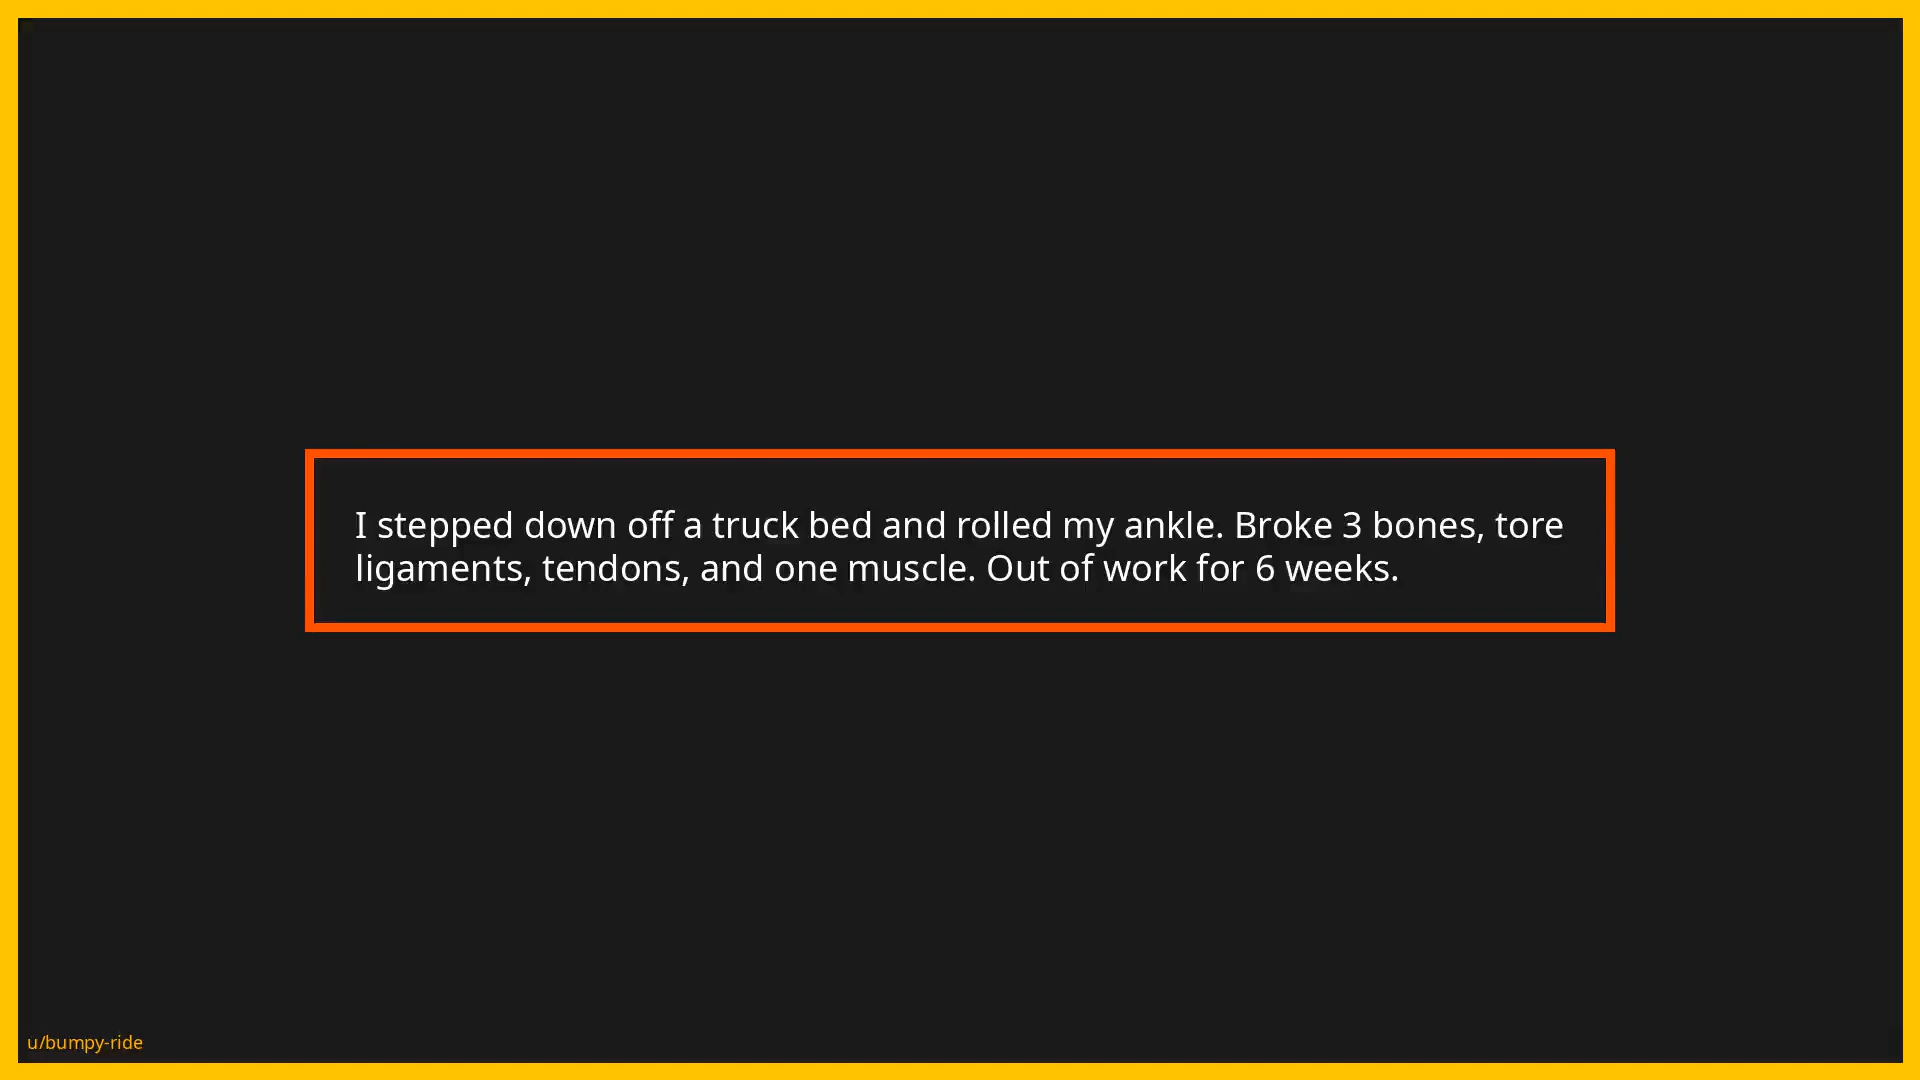 I stepped down off a truck bed and rolled my ankle. Broke 3 bones, tore
ligaments, tendons, and one muscle. Out of work for 6 weeks.
u/bumpy-ride